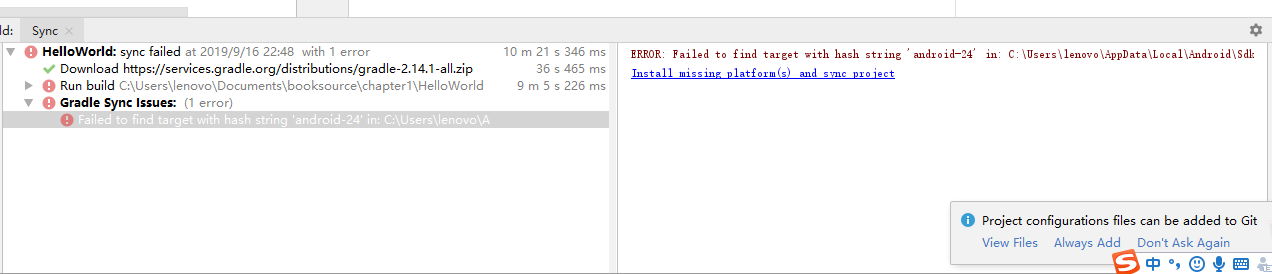 ld: Sync
HelloWorld: sync failed at 2019/9/16 22:48 with 1 error 10 m 21 s 346 ms
Download https://services.gradle.org/distributions/gradle-2.14.1-all.zip 36 s 465 ms
Run build C:\Users\lenovo\Documents\booksource\chapter1\HelloWorld 9 m 5 s 226 ms
Gradle Sync Issues: (1 error)
Failed to find target with hash string 'android-24' in: C:\Users\lenovo\A
ERROR: Failed to find target with hash string 'android-24' in: C:\Users\lenovo\AppData\Local\Android\Sdk
Install missing platform(s) and sync project
Project configurations files can be added to Git
View Files Always Add Don't Ask Again
S 中 °,